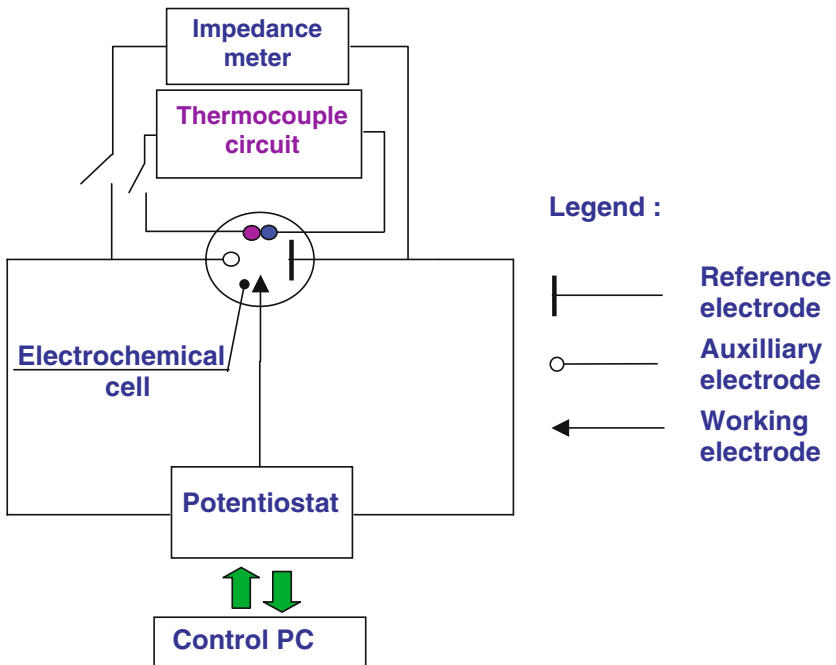 Impedance
meter
Thermocouple
circuit
Legend :
Reference
electrode
Auxilliary
electrode
Working
electrode
Electrochemical
cell
Potentiostat
Control PC